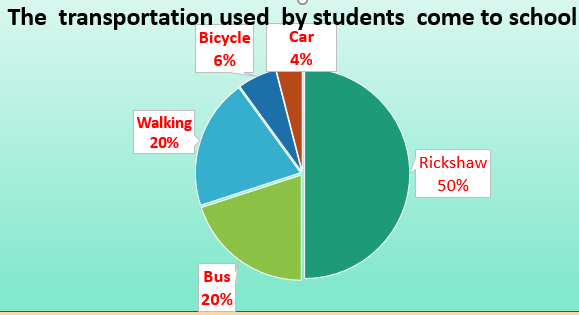 The transportation used by students come to school
Bicycle
6%
Car
4%
Walking
20%
Rickshaw
50%
Bus
20%